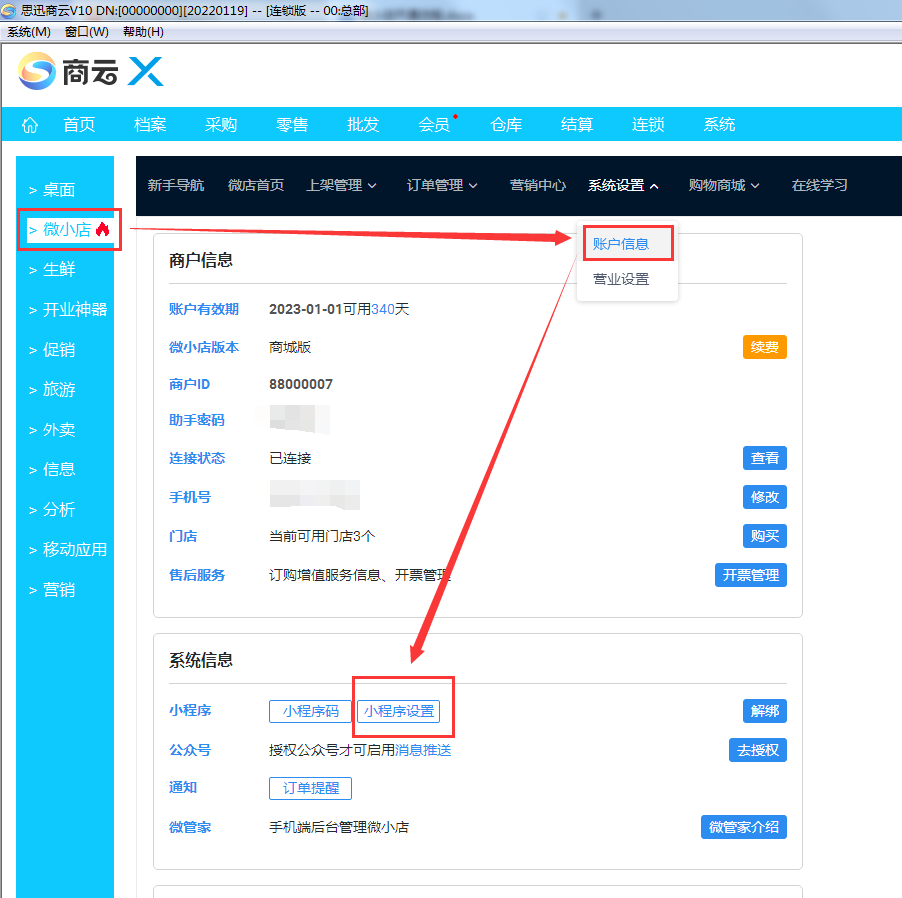 思迅商云V10 DN:[00000000][20220119] -- [连锁版 -- 00:总部]
系统(M) 窗口(W) 帮助(H)
商云 X
首页 档案 采购 零售 批发 会员 仓库 结算 连锁 系统
新手导航 微店首页 上架管理 订单管理 营销中心 系统设置 购物商城 在线学习
> 桌面
> 微小店
> 生鲜
> 开业神器
> 促销
> 旅游
> 外卖
> 信息
> 分析
> 移动应用
> 营销
账户信息
营业设置
商户信息
账户有效期 2023-01-01可用340天
微小店版本 商城版 续费
商户ID 88000007
助手密码
连接状态 已连接 查看
手机号 修改
门店 当前可用门店3个 购买
售后服务 订购增值服务信息、开票管理 开票管理
系统信息
小程序 小程序码 小程序设置 解绑
公众号 授权公众号才可启用消息推送 去授权
通知 订单提醒
微管家 手机端后台管理微小店 微管家介绍